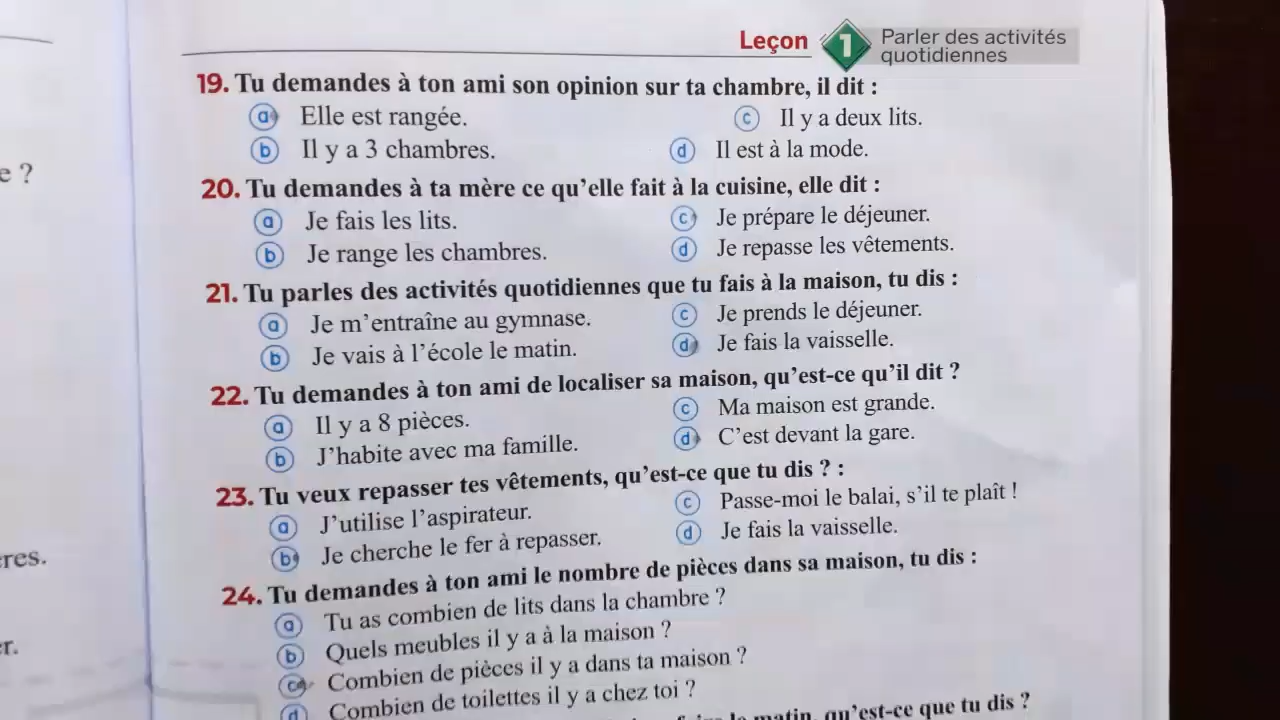 Leçon 1 Parler des activités
quotidiennes
19. Tu demandes à ton ami son opinion sur ta chambre, il dit :
a Elle est rangée.
c Il y a deux lits.
b Il y a 3 chambres.
d Il est à la mode.
20. Tu demandes à ta mère ce qu'elle fait à la cuisine, elle dit :
a Je fais les lits.
c Je prépare le déjeuner.
b Je range les chambres.
d Je repasse les vêtements.
21. Tu parles des activités quotidiennes que tu fais à la maison, tu dis :
a Je m'entraîne au gymnase.
c Je prends le déjeuner.
b Je vais à l'école le matin.
d Je fais la vaisselle.
22. Tu demandes à ton ami de localiser sa maison, qu'est-ce qu'il dit ?
a Il y a 8 pièces.
c Ma maison est grande.
b J'habite avec ma famille.
d C'est devant la gare.
23. Tu veux repasser tes vêtements, qu'est-ce que tu dis ? :
a J'utilise l'aspirateur.
c Passe-moi le balai, s'il te plaît !
b Je cherche le fer à repasser.
d Je fais la vaisselle.
24. Tu demandes à ton ami le nombre de pièces dans sa maison, tu dis :
a Tu as combien de lits dans la chambre ?
b Quels meubles il y a à la maison ?
c Combien de pièces il y a dans ta maison ?
d Combien de toilettes il y a chez toi ?
matin, qu'est-ce que tu dis ?
e ?
res.
r.